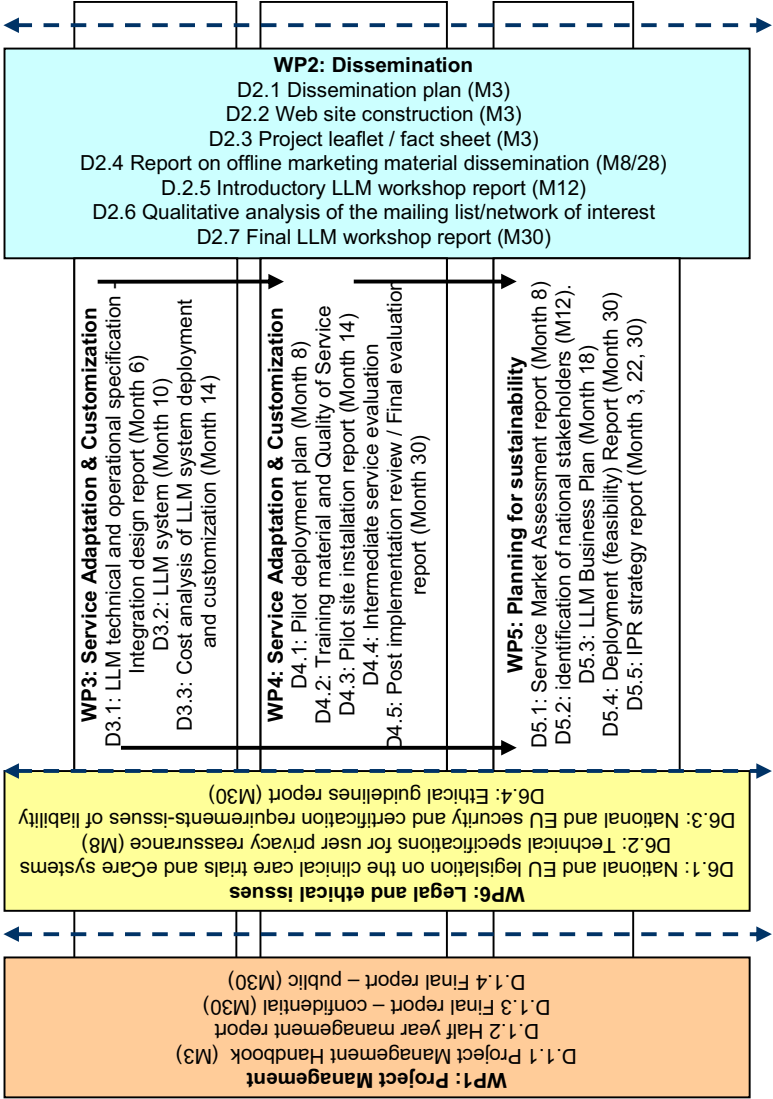 WP2: Dissemination
D2.1 Dissemination plan (M3)
D2.2 Web site construction (M3)
D2.3 Project leaflet / fact sheet (M3)
D2.4 Report on offline marketing material dissemination (M8/28)
D.2.5 Introductory LLM workshop report (M12)
D2.6 Qualitative analysis of the mailing list/network of interest
D2.7 Final LLM workshop report (M30)
WP3: Service Adaptation & Customization
D3.1: LLM technical and operational specification -
Integration design report (Month 6)
D3.2: LLM system (Month 10)
D3.3: Cost analysis of LLM system deployment
and customization (Month 14)
WP4: Service Adaptation & Customization
D4.1: Pilot deployment plan (Month 8)
D4.2: Training material and Quality of Service
D4.3: Pilot site installation report (Month 14)
D4.4: Intermediate service evaluation
D4.5: Post implementation review / Final evaluation
report (Month 30)
WP5: Planning for sustainability
D5.1: Service Market Assessment report (Month 8)
D5.2: identification of national stakeholders (M12).
D5.3: LLM Business Plan (Month 18)
D5.4: Deployment (feasibility) Report (Month 30)
D5.5: IPR strategy report (Month 3, 22, 30)
WP6: Legal and ethical issues
D6.1: National and EU legislation on the clinical care trials and eCare systems
D6.2: Technical specifications for user privacy reassurance (M8)
D6.3: National and EU security and certification requirements-issues of liability
D6.4: Ethical guidelines report (M30)
WP1: Project Management
D.1.1 Project Management Handbook (M3)
D.1.2 Half year management report
D.1.3 Final report – confidential (M30)
D.1.4 Final report – public (M30)